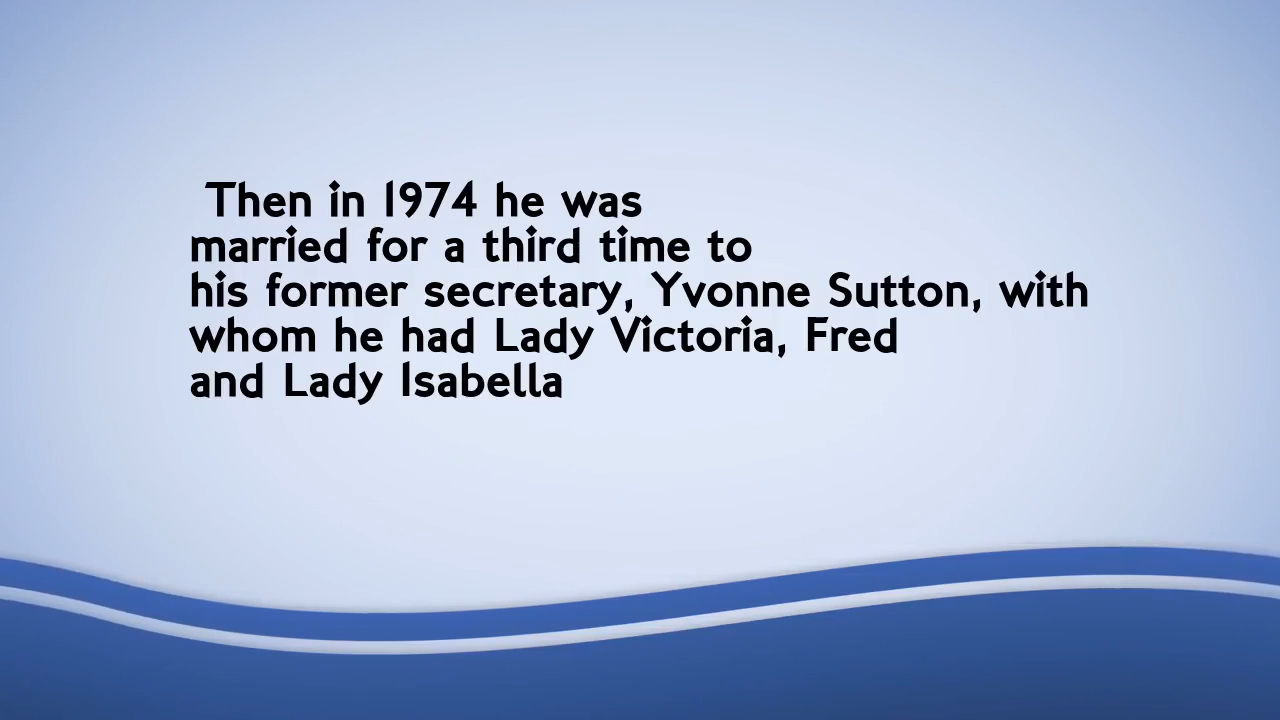 Then in 1974 he was
married for a third time to
his former secretary, Yvonne Sutton, with
whom he had Lady Victoria, Fred
and Lady Isabella